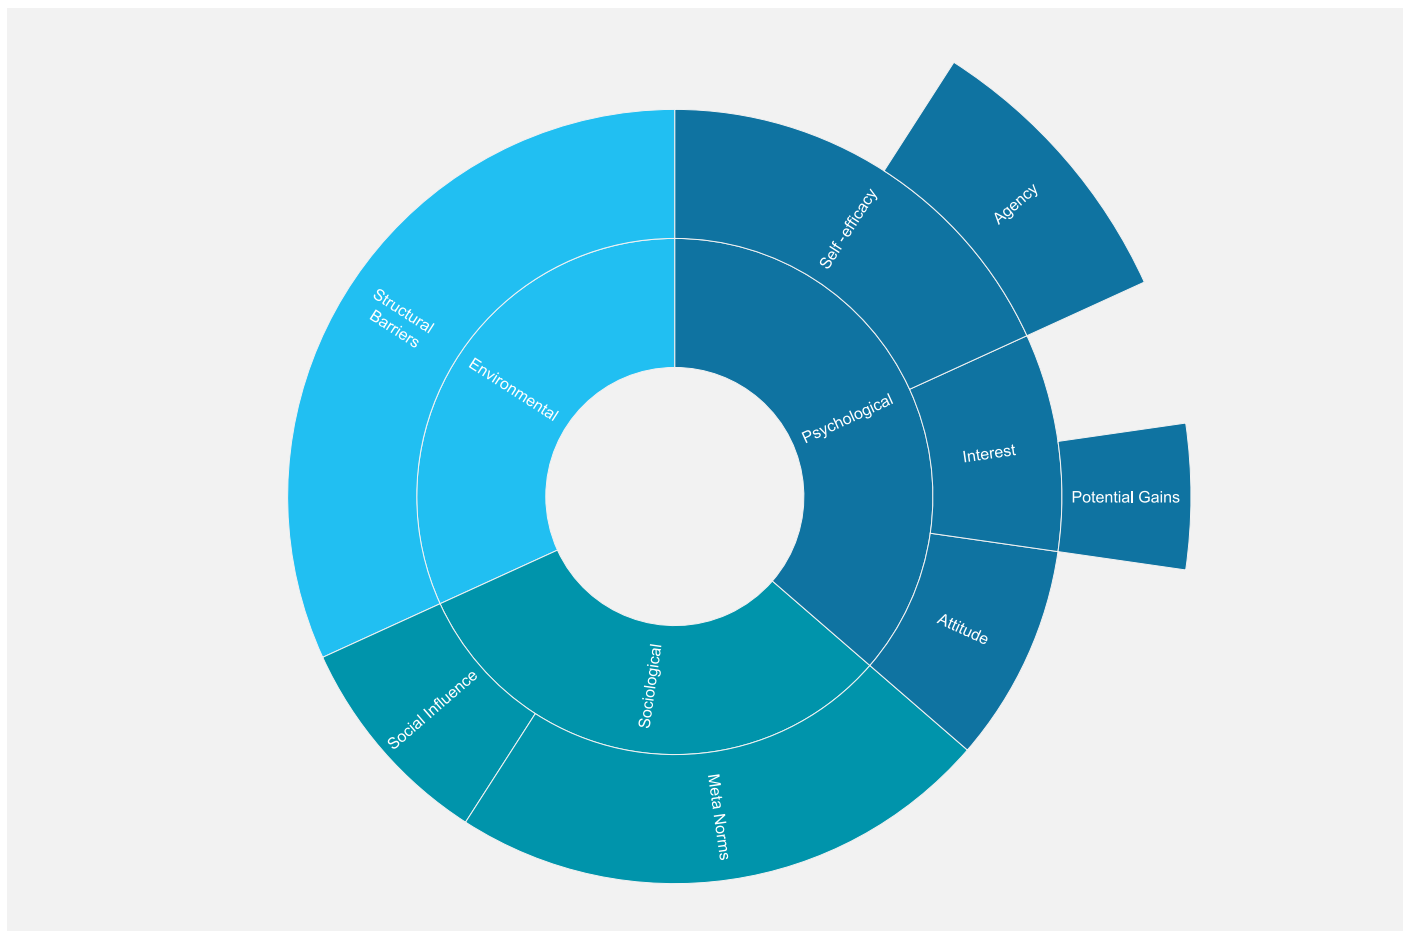 Agency
Self-efficacy
Structural
Barriers
Environmental
Psychological
Interest
Potential Gains
Attitude
Sociological
Social Influence
Meta Norms